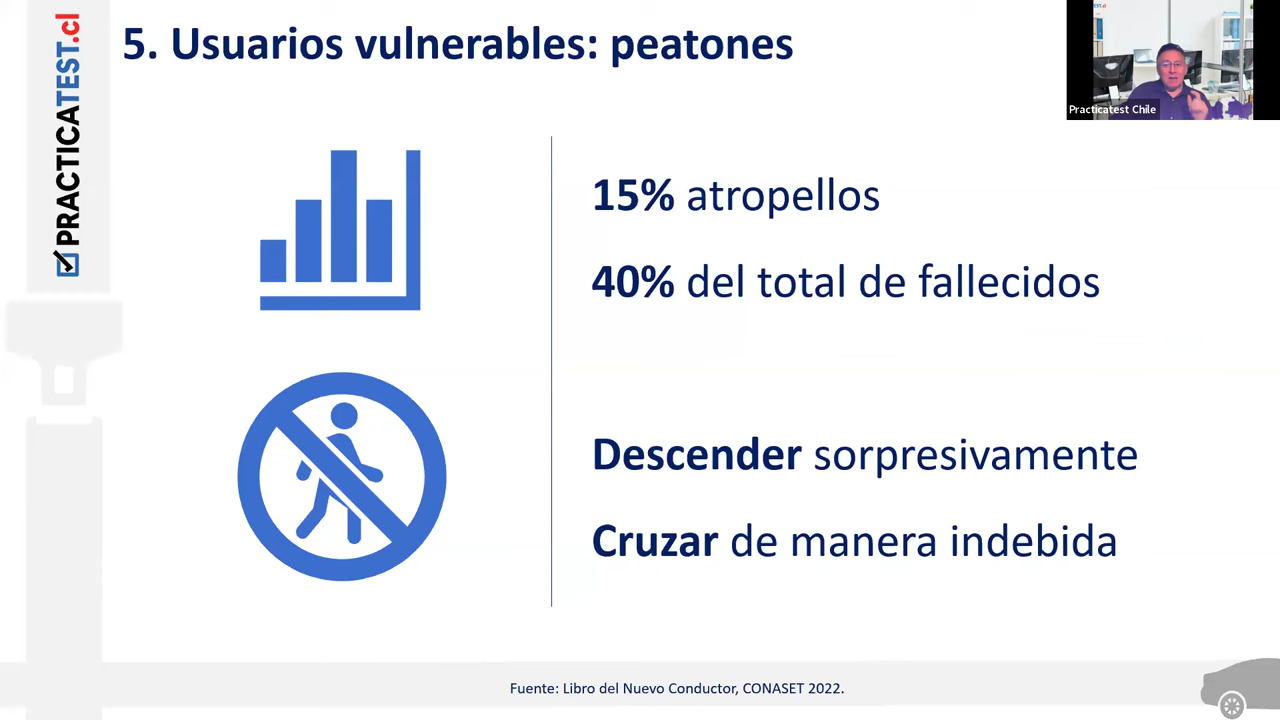 5. Usuarios vulnerables: peatones
PRACTICATEST.cl
Practicatest Chile
15% atropellos
40% del total de fallecidos
Descender sorpresivamente
Cruzar de manera indebida
Fuente: Libro del Nuevo Conductor, CONASET 2022.